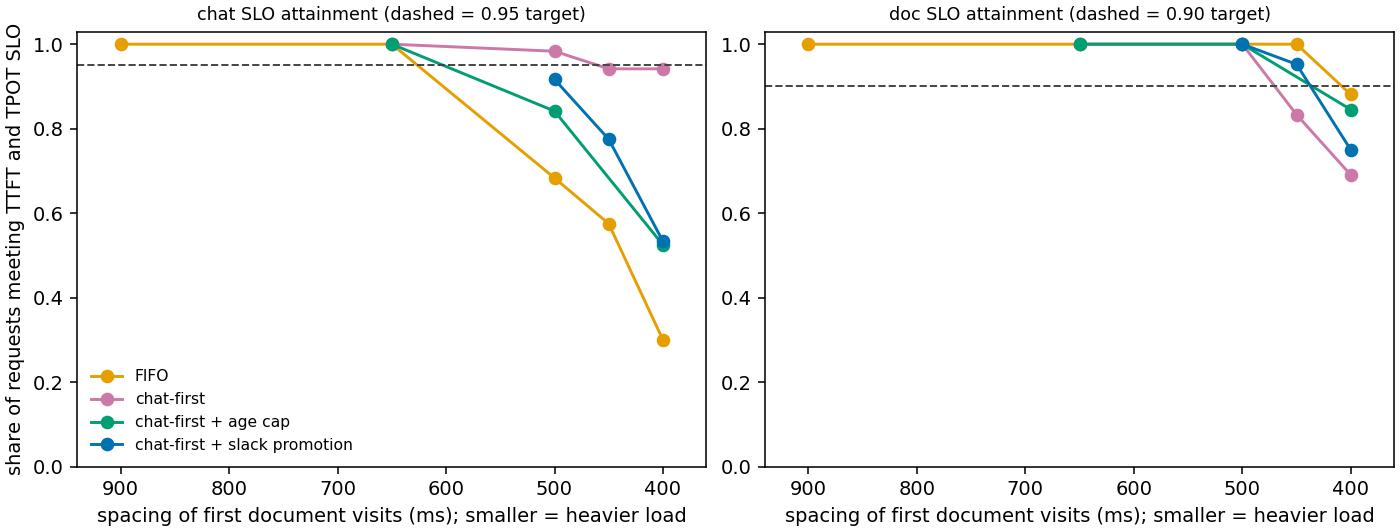 chat SLO attainment (dashed = 0.95 target)
doc SLO attainment (dashed = 0.90 target)
share of requests meeting TTFT and TPOT SLO
1.0
0.8
0.6
0.4
0.2
0.0
FIFO
chat-first
chat-first + age cap
chat-first + slack promotion
900 800 700 600 500 400
spacing of first document visits (ms); smaller = heavier load
1.0
0.8
0.6
0.4
0.2
0.0
900 800 700 600 500 400
spacing of first document visits (ms); smaller = heavier load